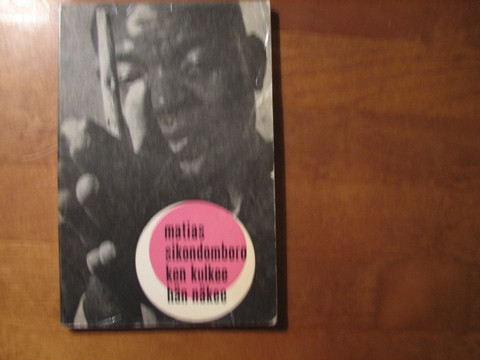 matias
sikondomboro
ken kulkee
hän näkee